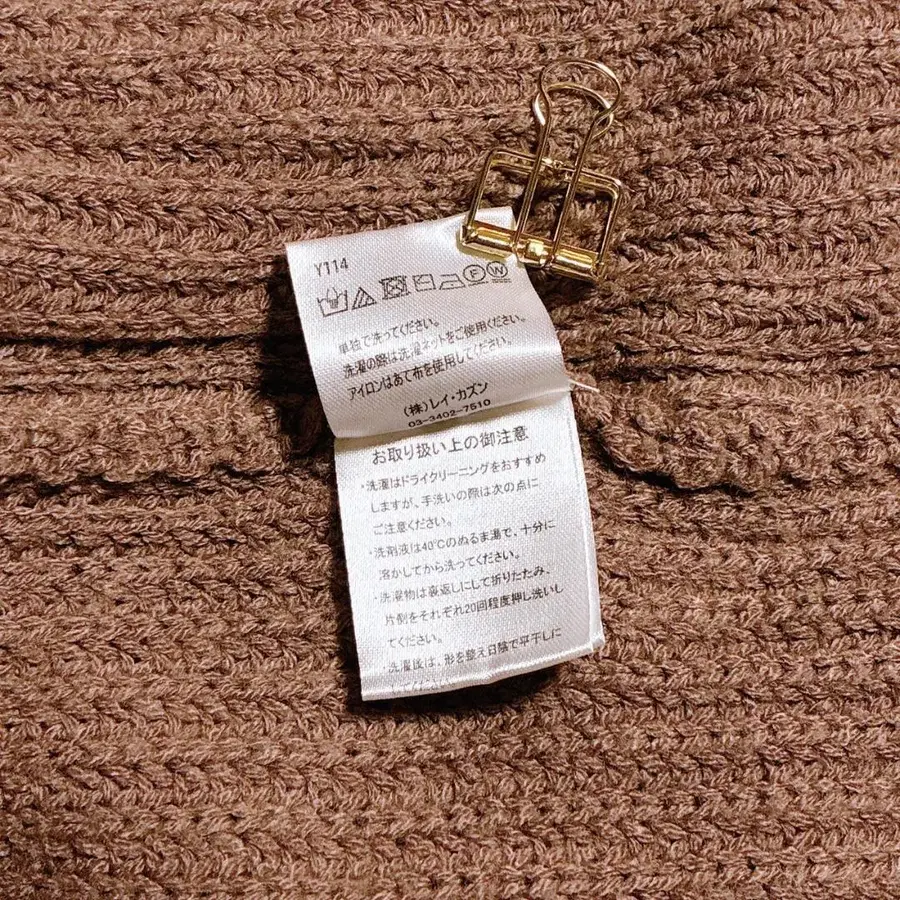 Y114
F W
単独で洗ってください。
洗濯の際は洗濯ネットをご使用ください。
アイロンはあて布を使用してください。
(株)レイ・カズン
03-3402-7510
お取り扱い上の御注意
・洗濯はドライクリーニングをおすすめ
しますが、手洗いの際は次の点に
ご注意ください。
・洗剤液は40℃のぬるま湯で、十分に
溶かしてから洗ってください。
・洗濯物は裏返しにして折りたたみ、
片側をそれぞれ20回程度押し洗いし
てください。
・洗濯後は、形を整え日陰で平干しに